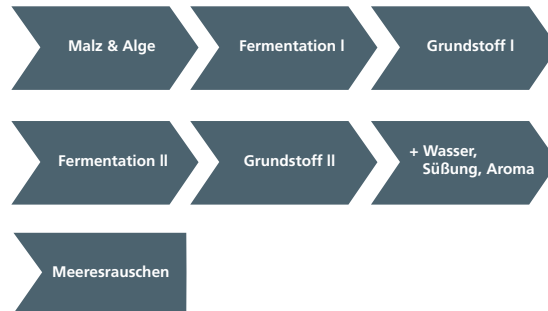 Malz & Alge
Fermentation I
Grundstoff I
Fermentation II
Grundstoff II
+ Wasser,
Süßung, Aroma
Meeresrauschen